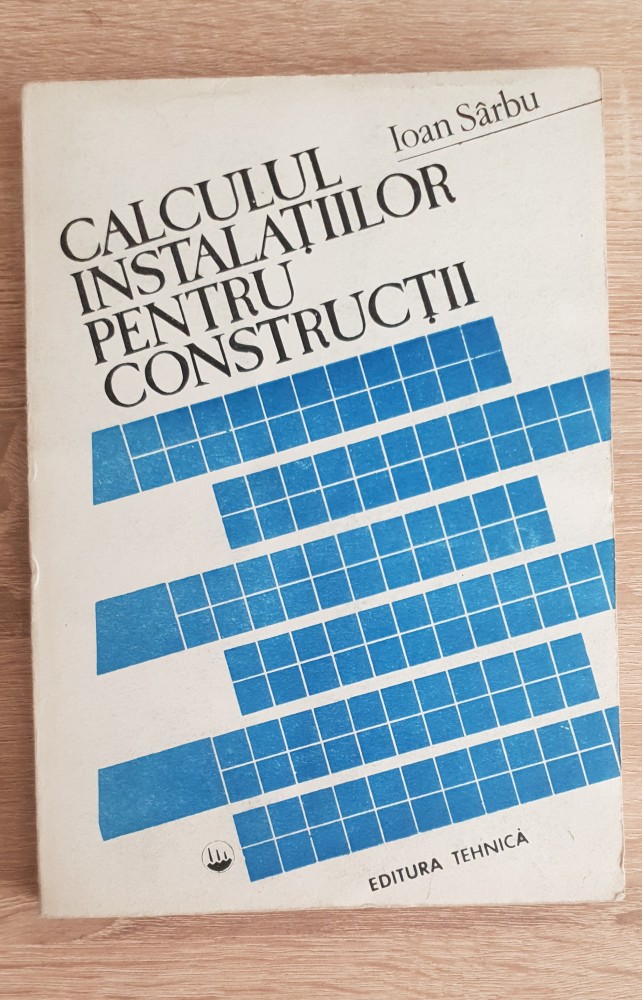 Ioan Sârbu
CALCULUL
INSTALAȚIILOR
PENTRU
CONSTRUCȚII
EDITURA TEHNICĂ